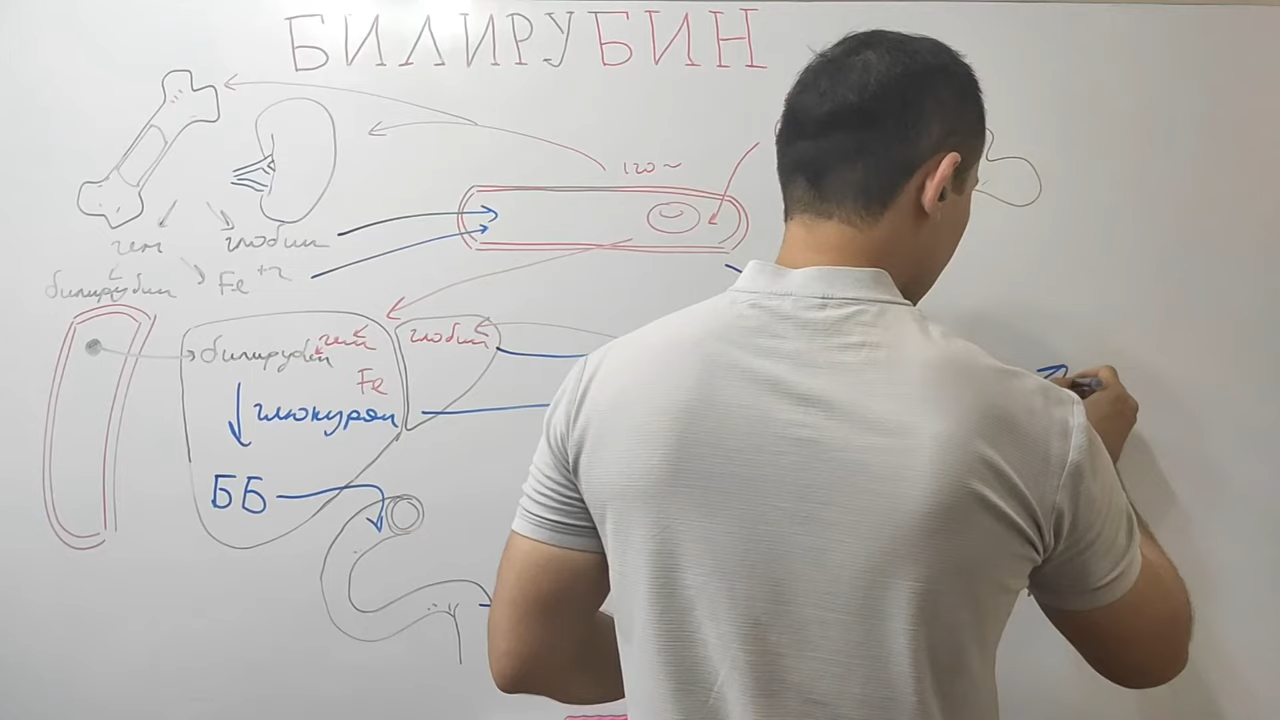 БИЛИРУБИН
120 ~
гем глобин
билирубин Fe +2
билирубин гем глобин
Fe
глюкурон
ББ